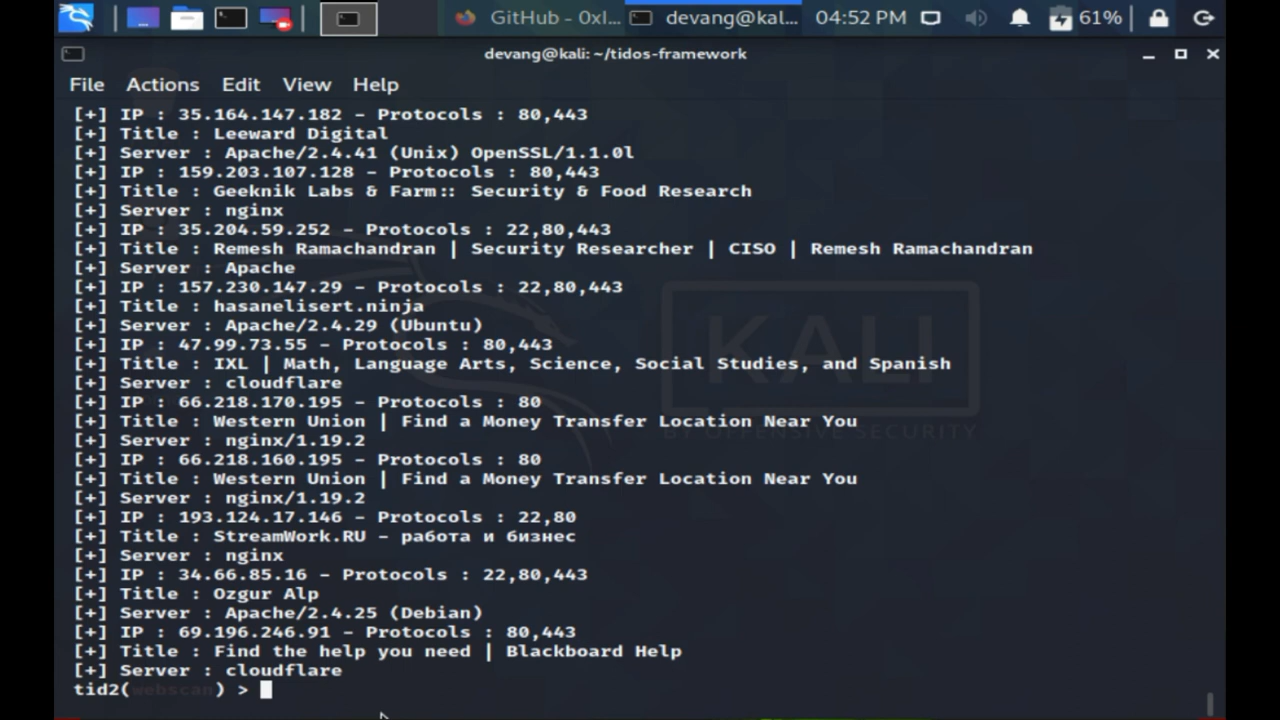 GitHub - 0xI...
devang@kal...
04:52 PM
61%
devang@kali: ~/tidos-framework
File Actions Edit View Help
[+] IP : 35.164.147.182 - Protocols : 80,443
[+] Title : Leeward Digital
[+] Server : Apache/2.4.41 (Unix) OpenSSL/1.1.0l
[+] IP : 159.203.107.128 - Protocols : 80,443
[+] Title : Geeknik Labs & Farm:: Security & Food Research
[+] Server : nginx
[+] IP : 35.204.59.252 - Protocols : 22,80,443
[+] Title : Remesh Ramachandran | Security Researcher | CISO | Remesh Ramachandran
[+] Server : Apache
[+] IP : 157.230.147.29 - Protocols : 22,80,443
[+] Title : hasanelisert.ninja
[+] Server : Apache/2.4.29 (Ubuntu)
[+] IP : 47.99.73.55 - Protocols : 80,443
[+] Title : IXL | Math, Language Arts, Science, Social Studies, and Spanish
[+] Server : cloudflare
[+] IP : 66.218.170.195 - Protocols : 80
[+] Title : Western Union | Find a Money Transfer Location Near You
[+] Server : nginx/1.19.2
[+] IP : 66.218.160.195 - Protocols : 80
[+] Title : Western Union | Find a Money Transfer Location Near You
[+] Server : nginx/1.19.2
[+] IP : 193.124.17.146 - Protocols : 22,80
[+] Title : StreamWork.RU - работа и бизнес
[+] Server : nginx
[+] IP : 34.66.85.16 - Protocols : 22,80,443
[+] Title : Ozgur Alp
[+] Server : Apache/2.4.25 (Debian)
[+] IP : 69.196.246.91 - Protocols : 80,443
[+] Title : Find the help you need | Blackboard Help
[+] Server : cloudflare
tid2(webscan) >
KALI
BY OFFENSIVE SECURITY